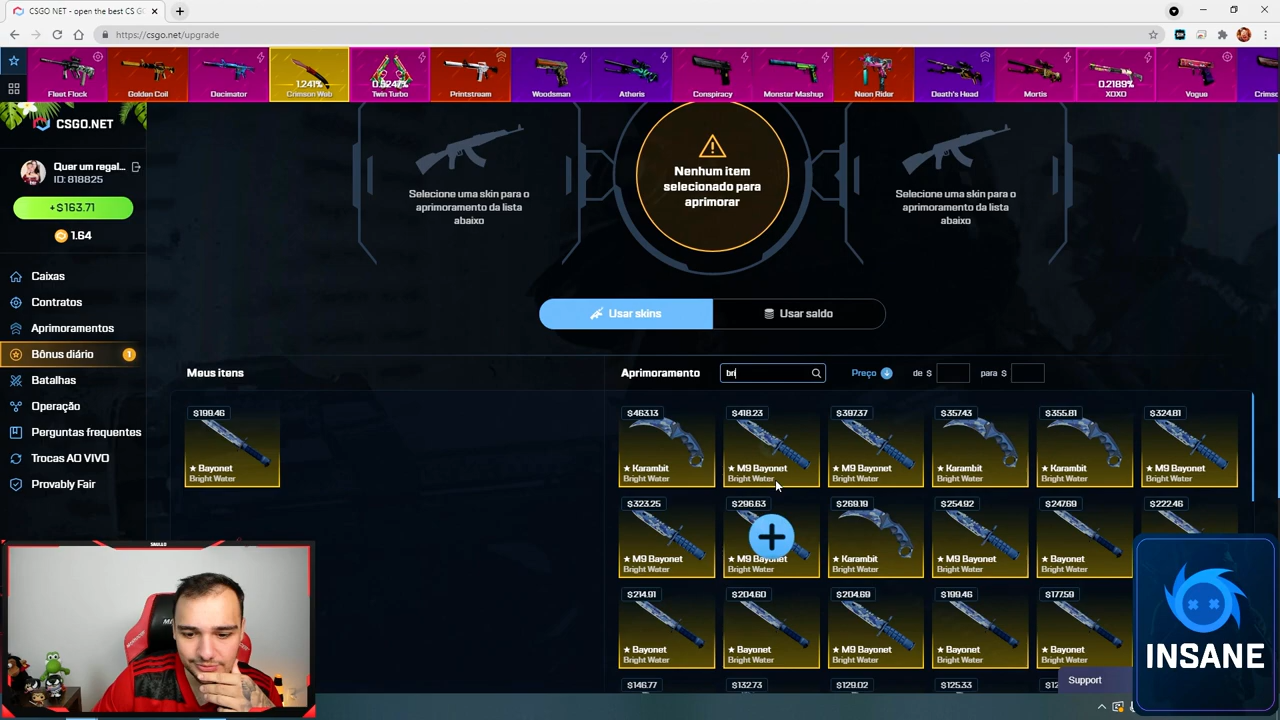 CSGO NET - open the best CS GO
https://csgo.net/upgrade
Fleet Flock
Golden Coil
Decimator
1.241%
Crimson Web
Twin Turbo
Printstream
Woodsman
Atheris
Conspiracy
Monster Mashup
Neon Rider
Death's Head
Mortis
0.2189%
XOXO
Vogue
CSGO.NET
Quer um regal...
ID: 818825
+$163.71
1.64
Caixas
Contratos
Aprimoramentos
Bônus diário
1
Batalhas
Operação
Perguntas frequentes
Trocas AO VIVO
Provably Fair
Selecione uma skin para o
aprimoramento da lista
abaixo
Nenhum item
selecionado para
aprimorar
Selecione uma skin para o
aprimoramento da lista
abaixo
Usar skins
Usar saldo
Meus itens
Aprimoramento
bri
Preço
de $
para $
$199.46
★ Bayonet
Bright Water
$463.13
★ Karambit
Bright Water
$418.23
★ M9 Bayonet
Bright Water
$397.37
★ M9 Bayonet
Bright Water
$357.43
★ Karambit
Bright Water
$355.81
★ Karambit
Bright Water
$324.81
★ M9 Bayonet
Bright Water
$323.25
★ M9 Bayonet
Bright Water
$296.63
★ M9 Bayonet
Bright Water
$269.19
★ Karambit
Bright Water
$254.92
★ M9 Bayonet
Bright Water
$247.69
★ Bayonet
Bright Water
$222.46
$214.91
★ Bayonet
Bright Water
$204.60
★ Bayonet
Bright Water
$204.69
★ M9 Bayonet
Bright Water
$199.46
★ Bayonet
Bright Water
$177.59
★ Bayonet
Bright Water
$146.77
$132.73
$129.02
$125.33
Support
INSANE